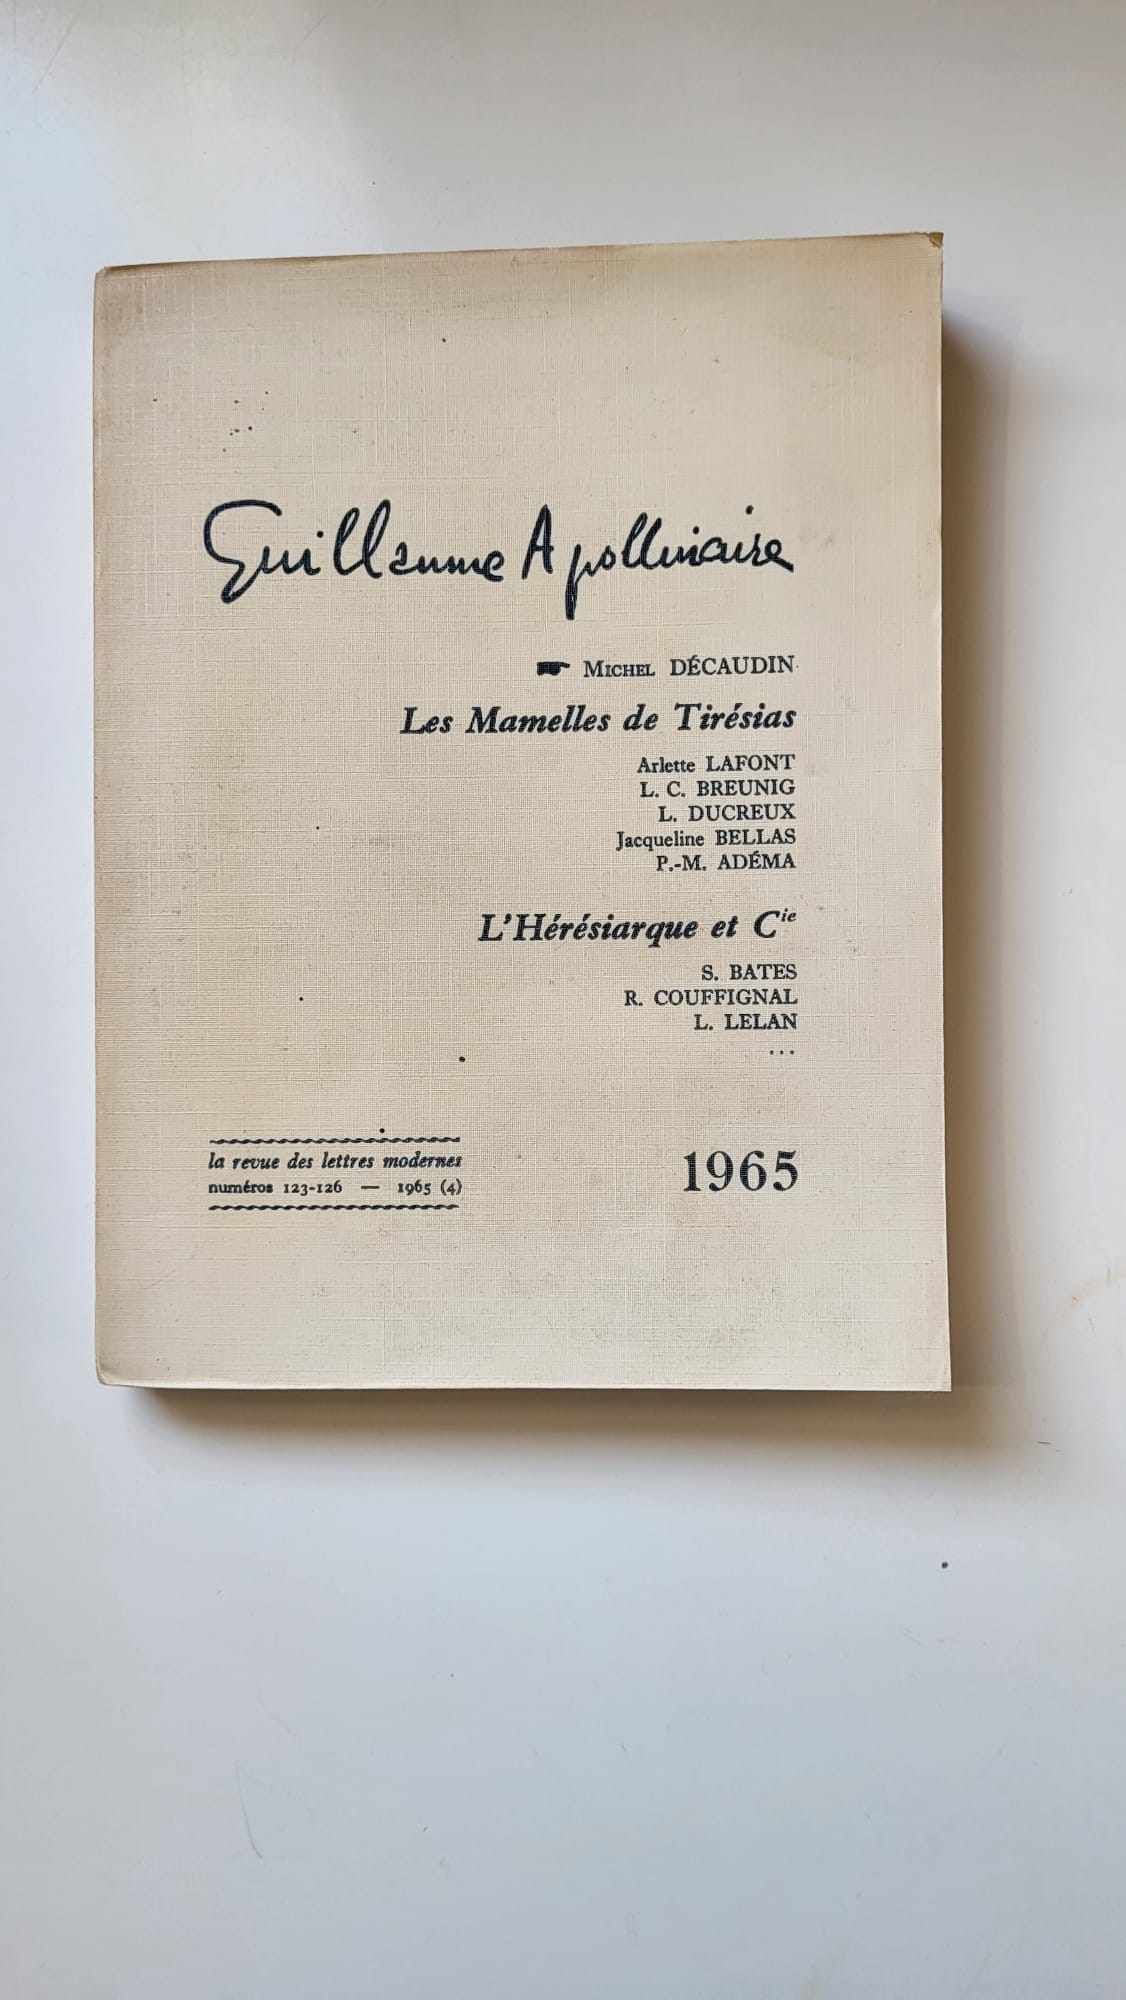 Guillaume Apollinaire
☛ Michel DÉCAUDIN
Les Mamelles de Tirésias
Arlette LAFONT
L. C. BREUNIG
L. DUCREUX
Jacqueline BELLAS
P.-M. ADÉMA
L'Hérésiarque et Cie
S. BATES
R. COUFFIGNAL
L. LELAN
...
la revue des lettres modernes
numéros 123-126 — 1965 (4)
1965